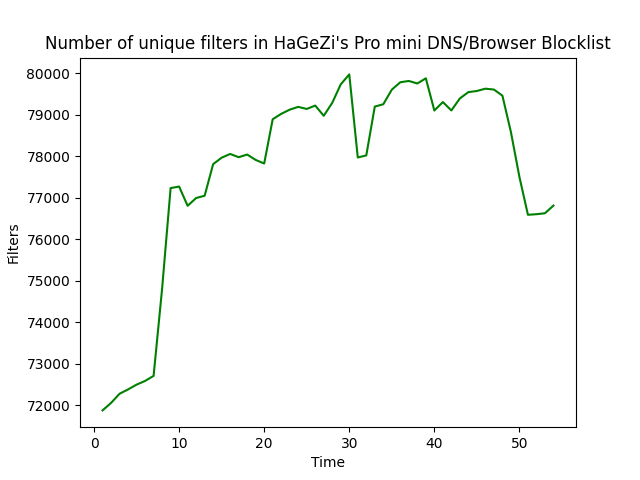 Number of unique filters in HaGeZi's Pro mini DNS/Browser Blocklist
80000
79000
78000
77000
76000
75000
74000
73000
72000
Filters
0 10 20 30 40 50
Time